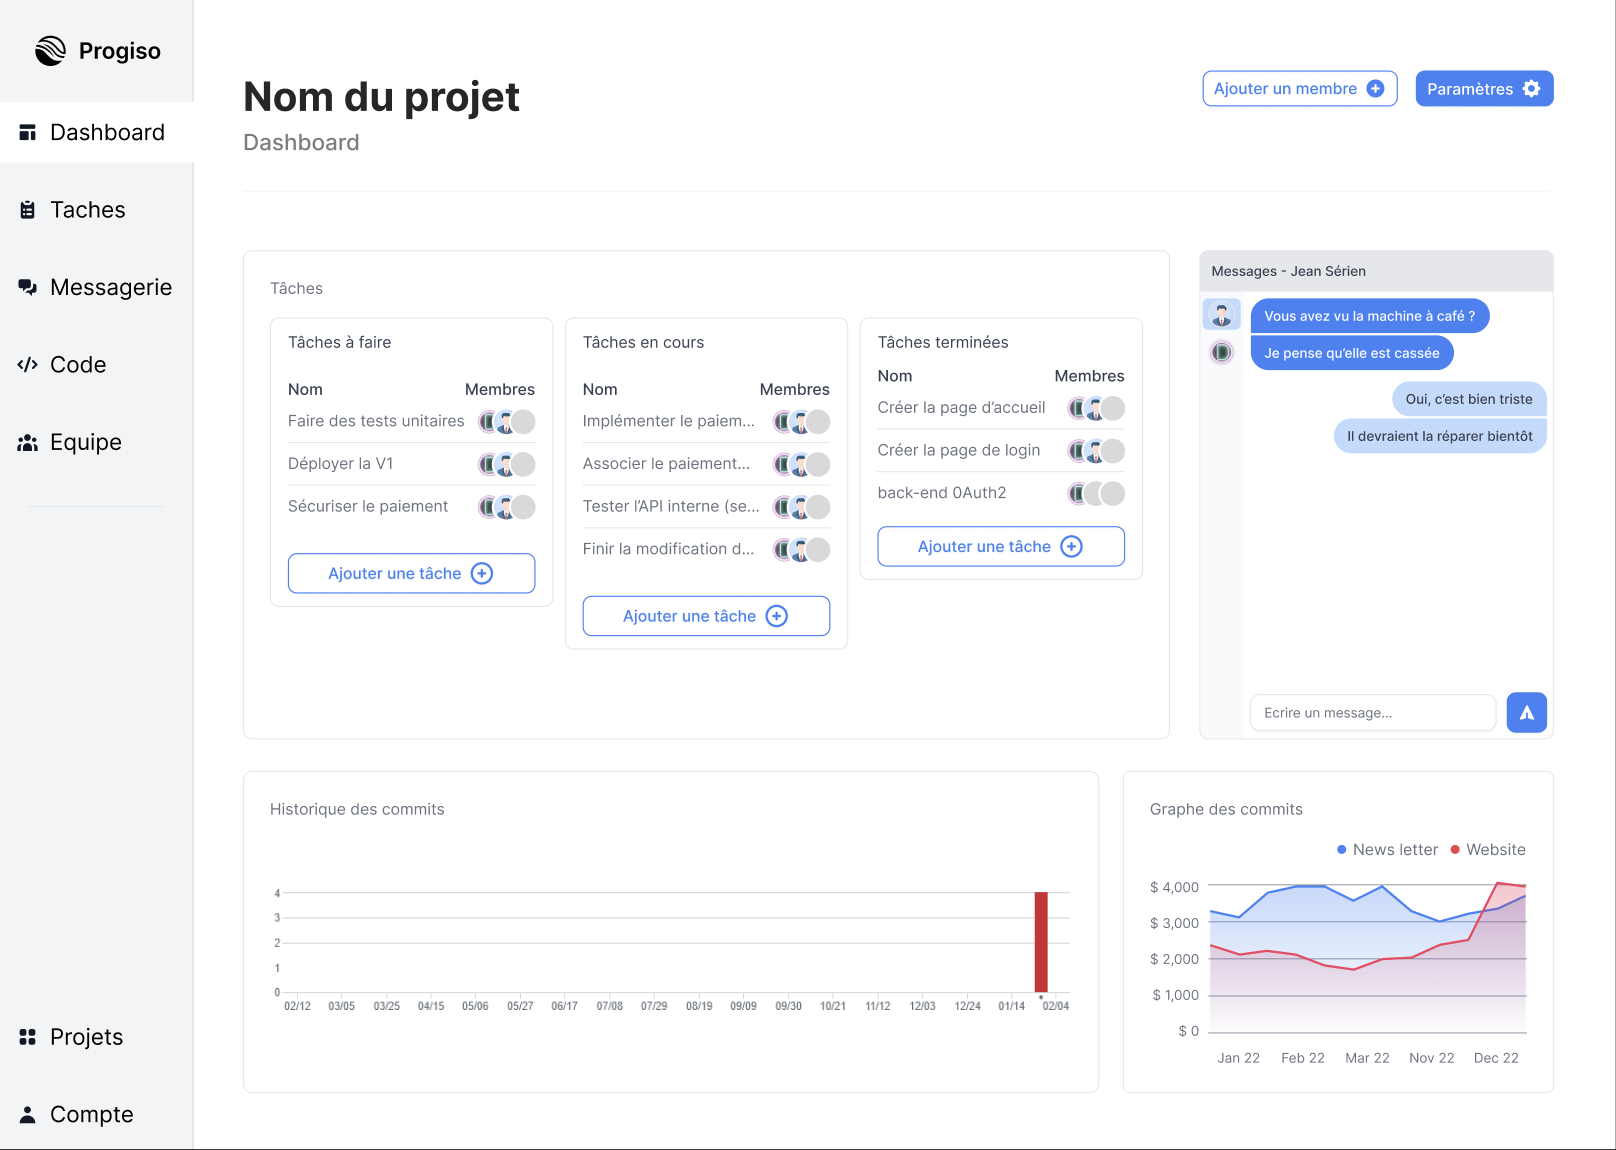 Progiso
Dashboard
Taches
Messagerie
Code
Equipe
Projets
Compte
Nom du projet
Dashboard
Ajouter un membre
Paramètres
Tâches
Tâches à faire
Nom Membres
Faire des tests unitaires
Déployer la V1
Sécuriser le paiement
Ajouter une tâche
Tâches en cours
Nom Membres
Implémenter le paiem...
Associer le paiement...
Tester l’API interne (se...
Finir la modification d...
Ajouter une tâche
Tâches terminées
Nom Membres
Créer la page d’accueil
Créer la page de login
back-end 0Auth2
Ajouter une tâche
Messages - Jean Sérien
Vous avez vu la machine à café ?
Je pense qu’elle est cassée
Oui, c’est bien triste
Il devraient la réparer bientôt
Ecrire un message...
Historique des commits
4
3
2
1
0
02/12 03/05 03/25 04/15 05/06 05/27 06/17 07/08 07/29 08/19 09/09 09/30 10/21 11/12 12/03 12/24 01/14 02/04
Graphe des commits
News letter Website
$ 4,000
$ 3,000
$ 2,000
$ 1,000
$ 0
Jan 22 Feb 22 Mar 22 Nov 22 Dec 22